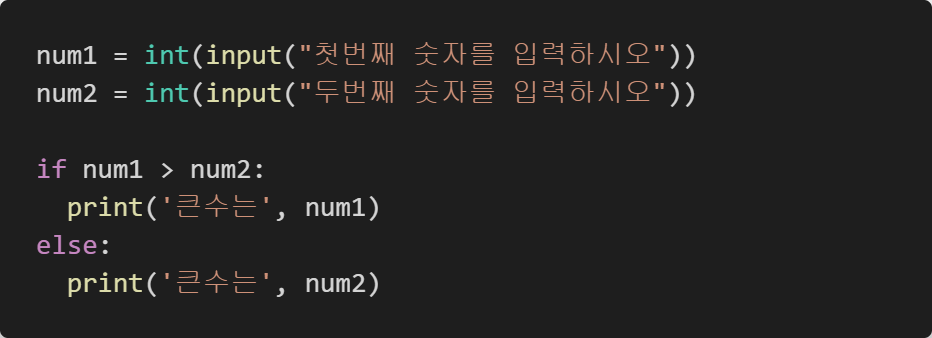 num1 = int(input("첫번째 숫자를 입력하시오"))
num2 = int(input("두번째 숫자를 입력하시오"))
if num1 > num2:
  print('큰수는', num1)
else:
  print('큰수는', num2)